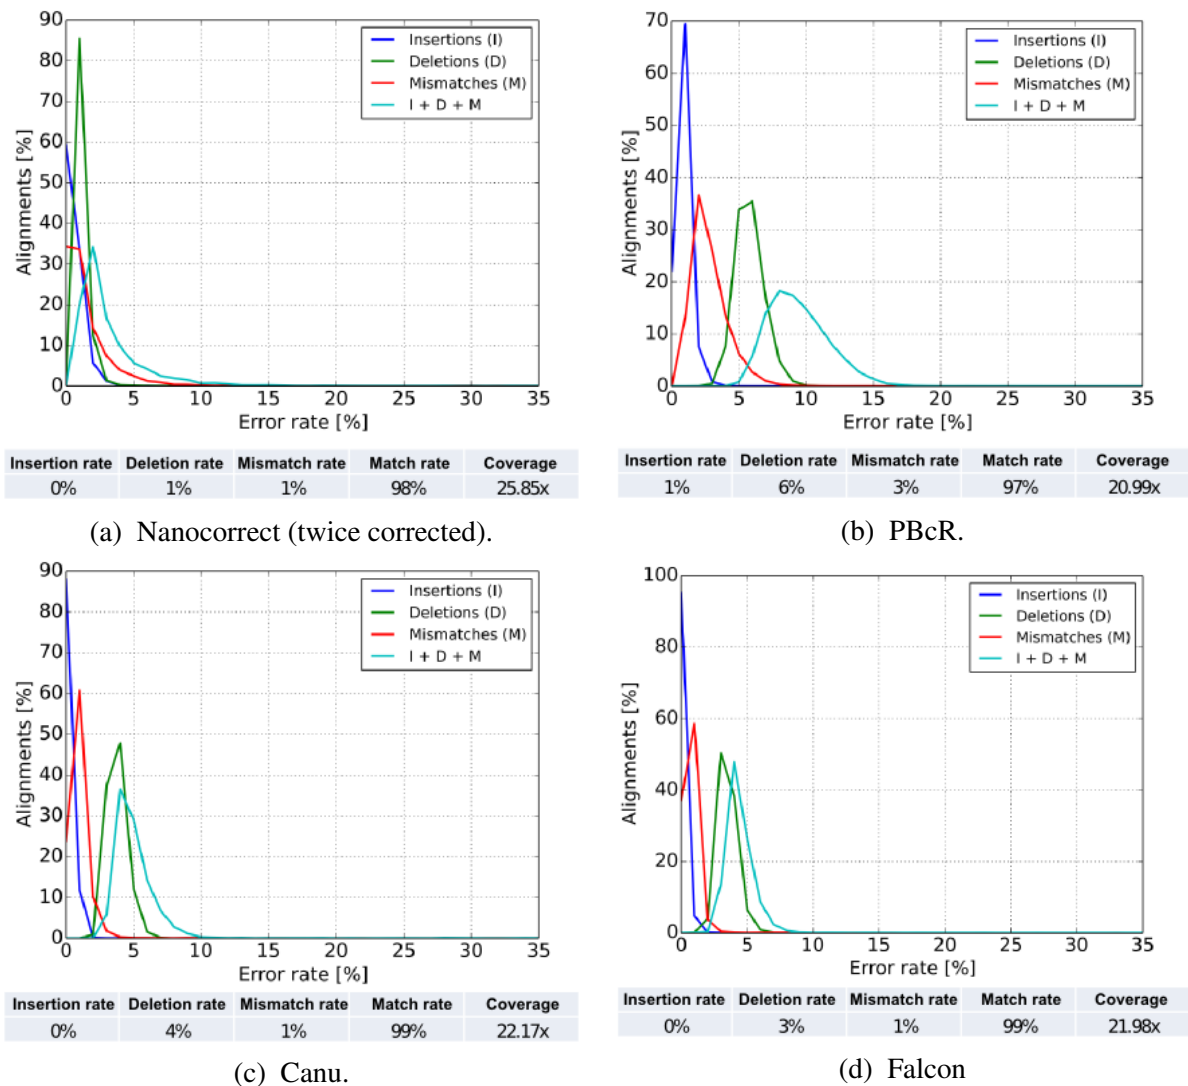 90
80
70
60
50
40
30
20
10
0
Alignments [%]
Insertions (I)
Deletions (D)
Mismatches (M)
I + D + M
0 5 10 15 20 25 30 35
Error rate [%]
Insertion rate Deletion rate Mismatch rate Match rate Coverage
0% 1% 1% 98% 25.85x
(a) Nanocorrect (twice corrected).
70
60
50
40
30
20
10
0
Alignments [%]
Insertions (I)
Deletions (D)
Mismatches (M)
I + D + M
0 5 10 15 20 25 30 35
Error rate [%]
Insertion rate Deletion rate Mismatch rate Match rate Coverage
1% 6% 3% 97% 20.99x
(b) PBcR.
90
80
70
60
50
40
30
20
10
0
Alignments [%]
Insertions (I)
Deletions (D)
Mismatches (M)
I + D + M
0 5 10 15 20 25 30 35
Error rate [%]
Insertion rate Deletion rate Mismatch rate Match rate Coverage
0% 4% 1% 99% 22.17x
(c) Canu.
100
80
60
40
20
0
Alignments [%]
Insertions (I)
Deletions (D)
Mismatches (M)
I + D + M
0 5 10 15 20 25 30 35
Error rate [%]
Insertion rate Deletion rate Mismatch rate Match rate Coverage
0% 3% 1% 99% 21.98x
(d) Falcon